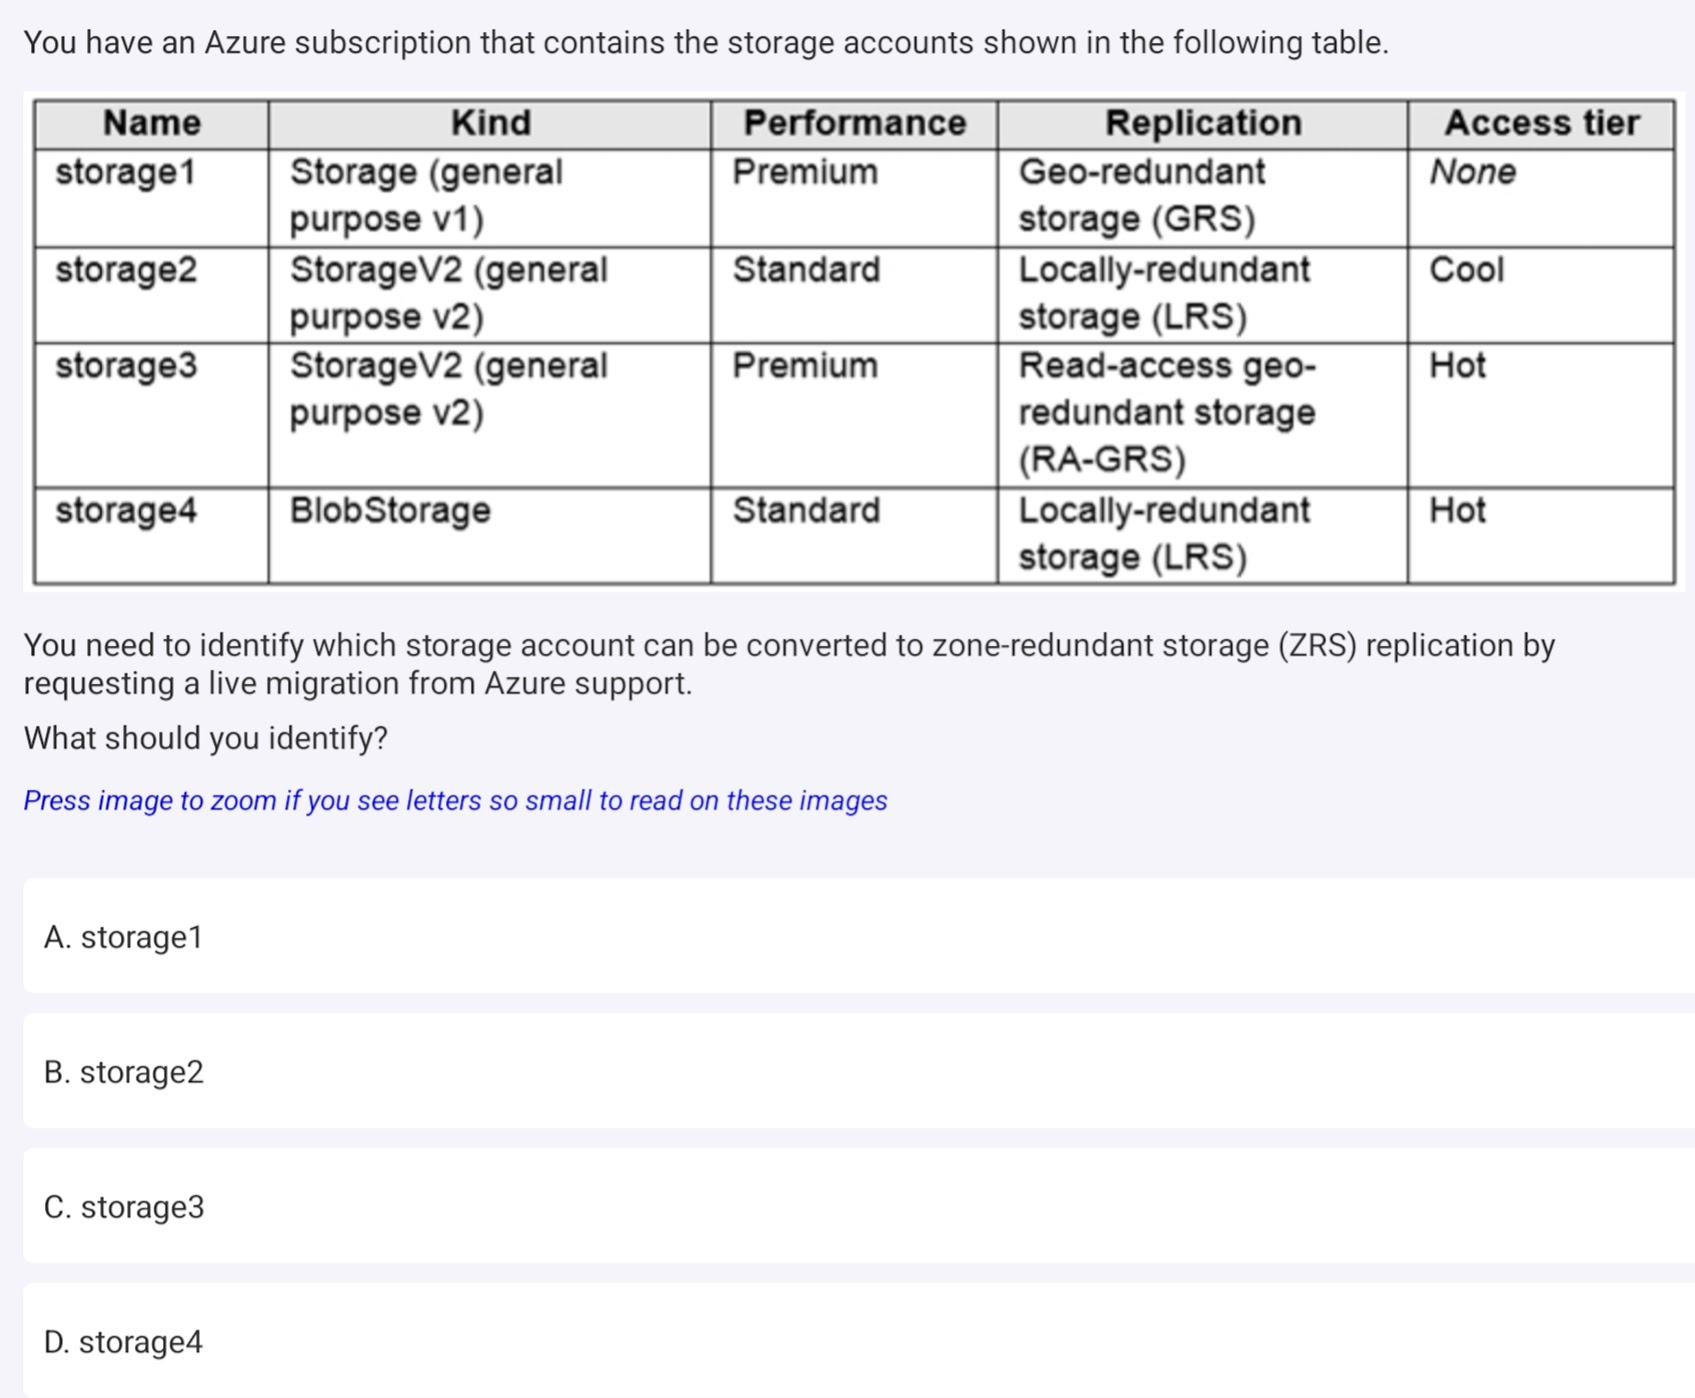 You have an Azure subscription that contains the storage accounts shown in the following table.
Name Kind Performance Replication Access tier
storage1 Storage (general purpose v1) Premium Geo-redundant storage (GRS) None
storage2 StorageV2 (general purpose v2) Standard Locally-redundant storage (LRS) Cool
storage3 StorageV2 (general purpose v2) Premium Read-access geo-redundant storage (RA-GRS) Hot
storage4 BlobStorage Standard Locally-redundant storage (LRS) Hot
You need to identify which storage account can be converted to zone-redundant storage (ZRS) replication by
requesting a live migration from Azure support.
What should you identify?
Press image to zoom if you see letters so small to read on these images
A. storage1
B. storage2
C. storage3
D. storage4